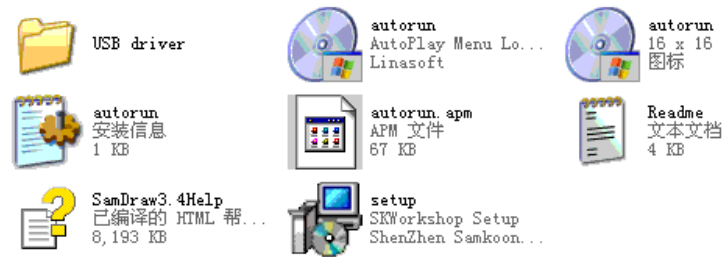 USB driver
autorun
AutoPlay Menu Lo...
Linasoft
autorun
16 x 16
图标
autorun
安装信息
1 KB
autorun.apm
APM 文件
67 KB
Readme
文本文档
4 KB
SamDraw3.4Help
已编译的 HTML 帮...
8,193 KB
setup
SKWorkshop Setup
ShenZhen Samkoon...